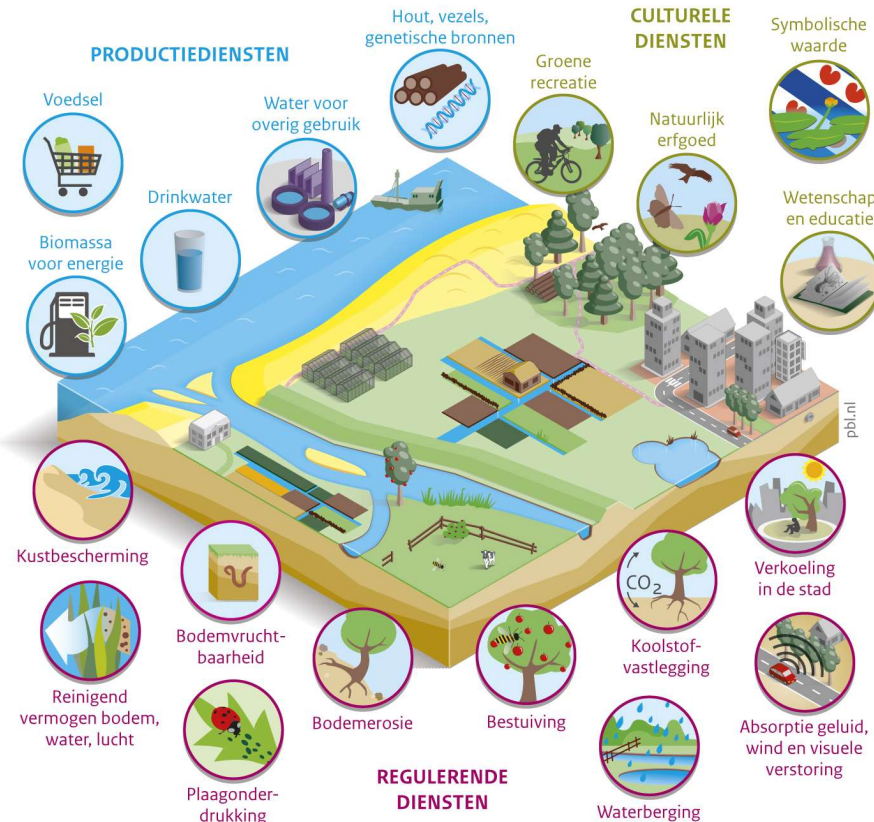 PRODUCTIEDIENSTEN
Voedsel
Biomassa
voor energie
Drinkwater
Water voor
overig gebruik
Hout, vezels,
genetische bronnen
CULTURELE
DIENSTEN
Groene
recreatie
Natuurlijk
erfgoed
Symbolische
waarde
Wetenschap
en educatie
pbl.nl
Kustbescherming
Reinigend
vermogen bodem,
water, lucht
Bodemvrucht-
baarheid
Plaagonder-
drukking
Bodemerosie
Bestuiving
CO2
Koolstof-
vastlegging
Waterberging
Verkoeling
in de stad
Absorptie geluid,
wind en visuele
verstoring
REGULERENDE
DIENSTEN